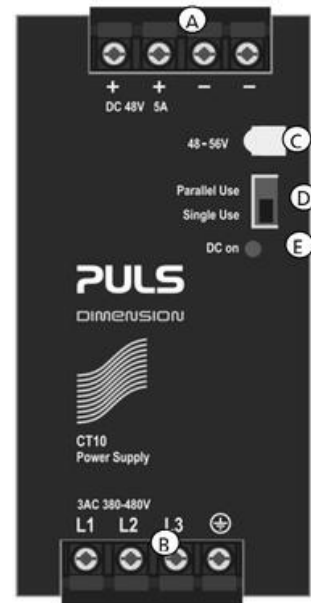 A
+ + − −
DC 48V 5A
48-56V C
Parallel Use
D
Single Use
DC on E
PULS
DIMENSION
CT10
Power Supply
3AC 380-480V
L1 L2 L3
B